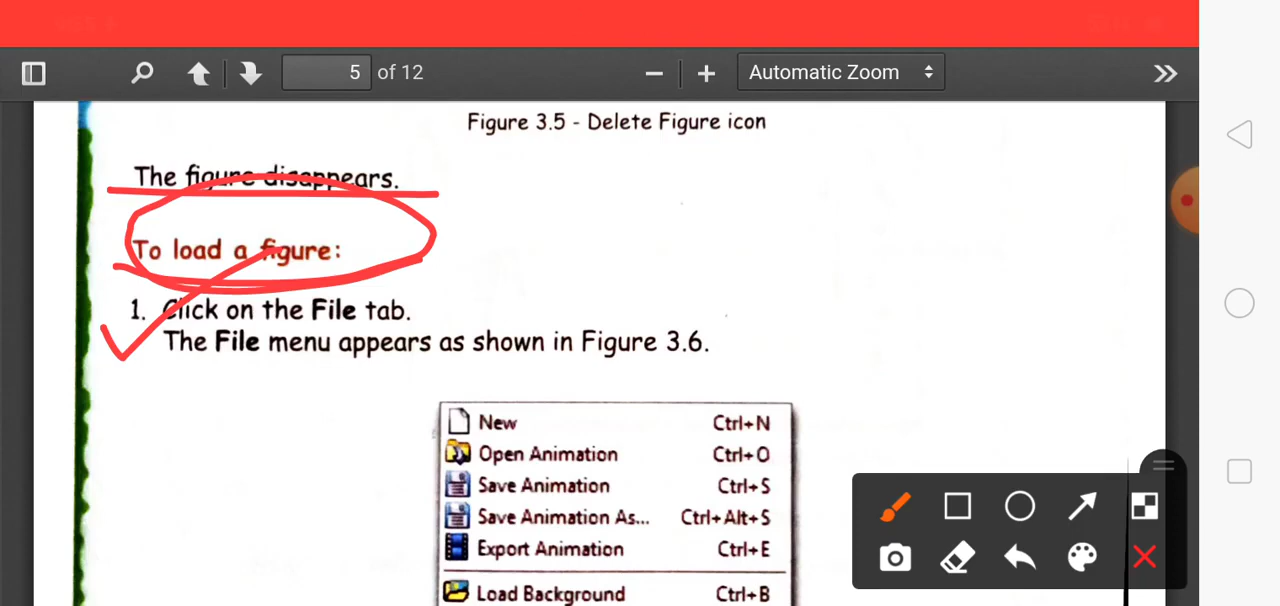 5 of 12
Automatic Zoom
Figure 3.5 - Delete Figure icon
The figure disappears.
To load a figure:
1. Click on the File tab.
The File menu appears as shown in Figure 3.6.
New Ctrl+N
Open Animation Ctrl+O
Save Animation Ctrl+S
Save Animation As... Ctrl+Alt+S
Export Animation Ctrl+E
Load Background Ctrl+B